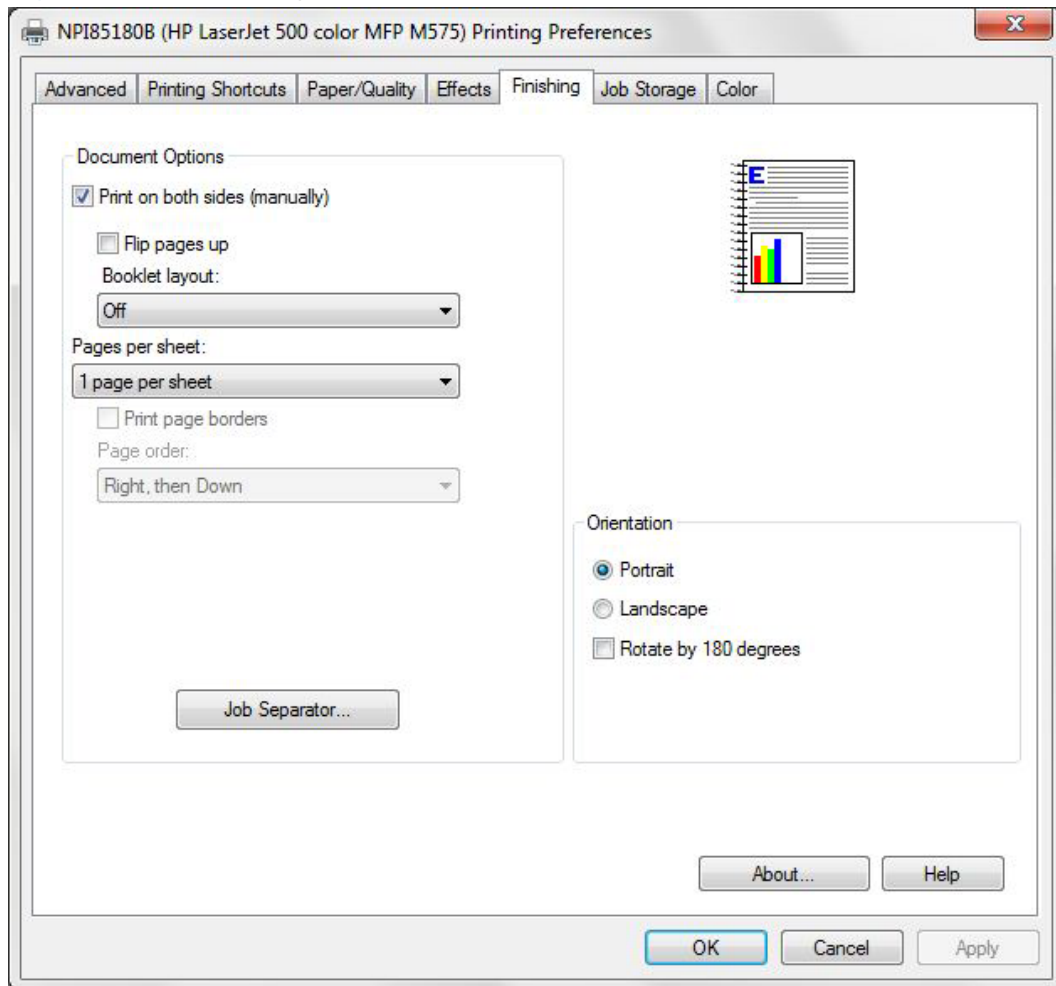 NPI85180B (HP LaserJet 500 color MFP M575) Printing Preferences
Advanced Printing Shortcuts Paper/Quality Effects Finishing Job Storage Color
Document Options
Print on both sides (manually)
Flip pages up
Booklet layout:
Off
Pages per sheet:
1 page per sheet
Print page borders
Page order:
Right, then Down
Job Separator...
E
Orientation
Portrait
Landscape
Rotate by 180 degrees
About... Help
OK Cancel Apply